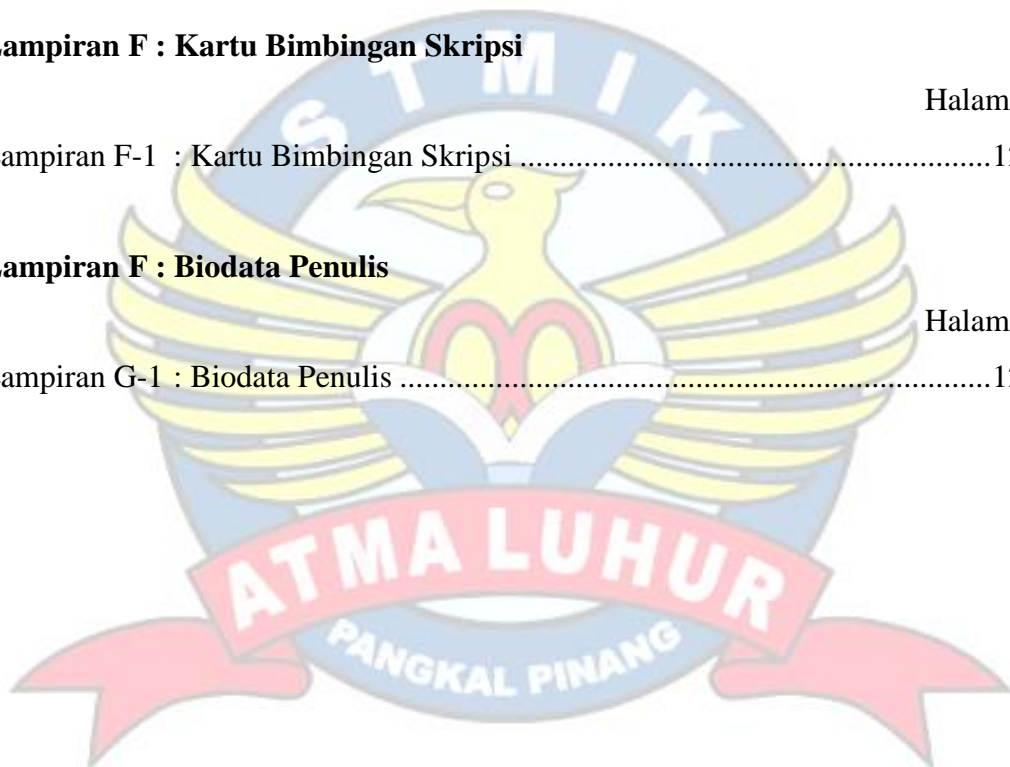 ampiran F : Kartu Bimbingan Skripsi
Halam
ampiran F-1 : Kartu Bimbingan Skripsi ............................................................1
ampiran F : Biodata Penulis
Halam
ampiran G-1 : Biodata Penulis ...........................................................................1
STMIK
ATMA LUHUR
PANGKAL PINANG